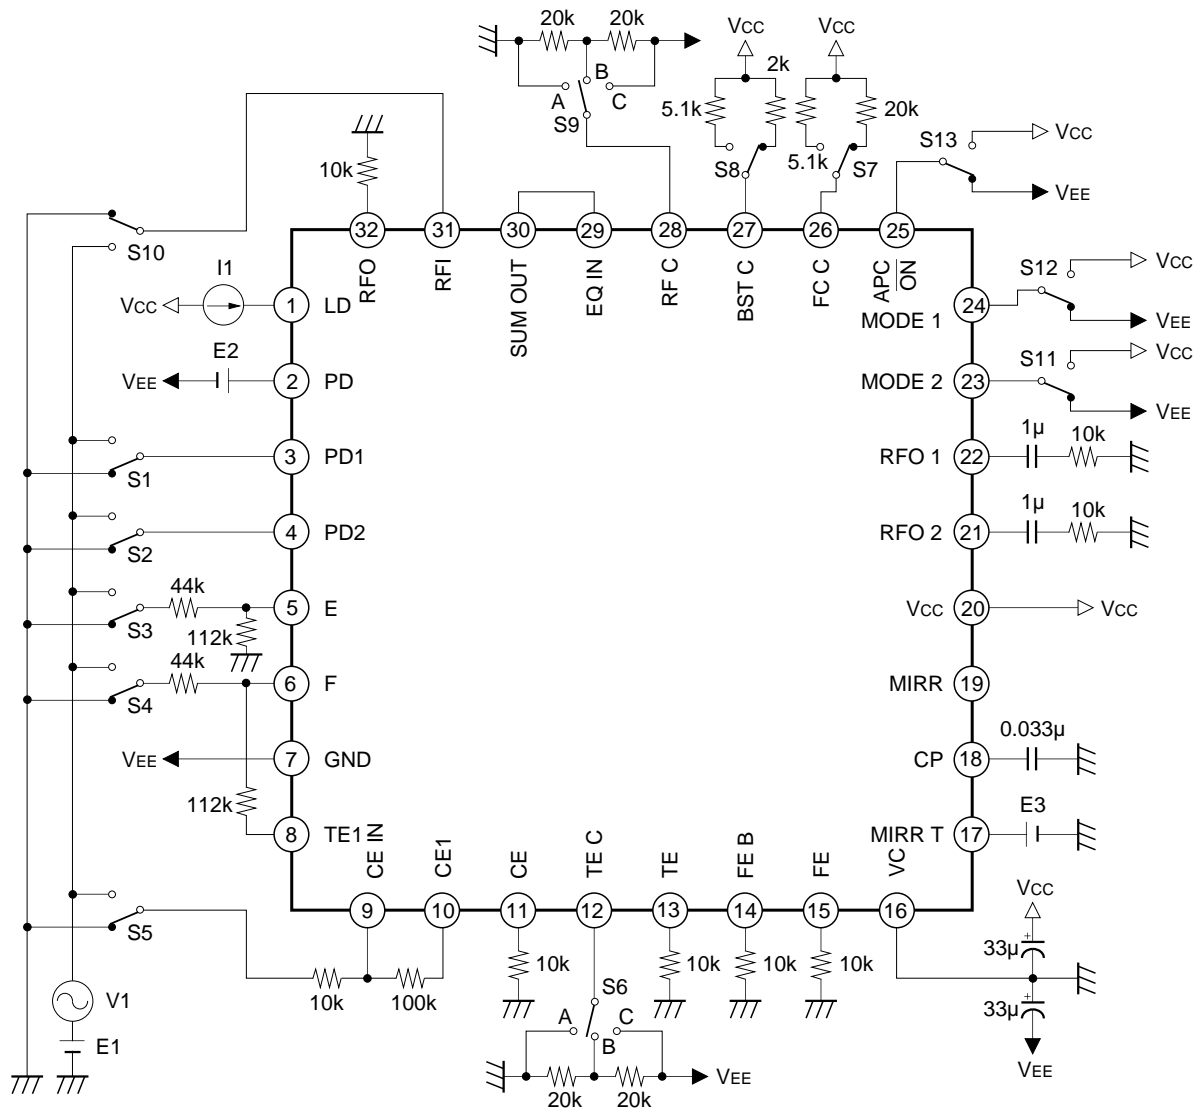 20k 20k
VCC VCC
2k
B
A C
S9
5.1k 20k
5.1k
S8 S7
S13 VCC
VEE
10k
S10
32 31 30 29 28 27 26 25
RFO RFI SUM OUT EQ IN RF C BST C FC C APC ON
I1
VCC 1 LD
E2
VEE 2 PD
S1 3 PD1
S2 4 PD2
44k
S3 5 E
112k
44k
S4 6 F
VEE 7 GND
112k
8 TE1
S12 VCC
MODE 1 24
VEE
S11 VCC
MODE 2 23
VEE
1µ 10k
RFO 1 22
1µ 10k
RFO 2 21
VCC 20 VCC
MIRR 19
0.033µ
CP 18
E3
MIRR T 17
CE IN CE1 CE TE C TE FE B FE VC
9 10 11 12 13 14 15 16
S5
10k 100k
10k 10k 10k 10k
S6
A C
B
20k 20k
VEE
VCC
+
33µ
+
33µ
VEE
V1
E1